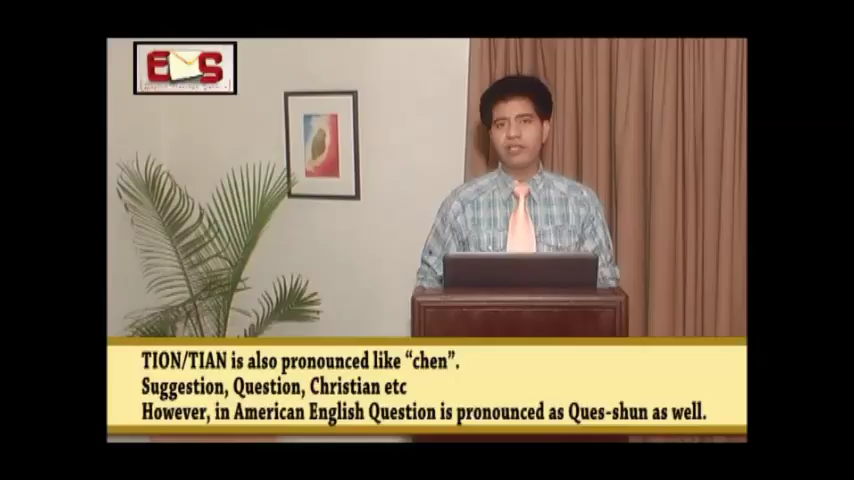 EMS
TION/TIAN is also pronounced like “chen”.
Suggestion, Question, Christian etc
However, in American English Question is pronounced as Ques-shun as well.